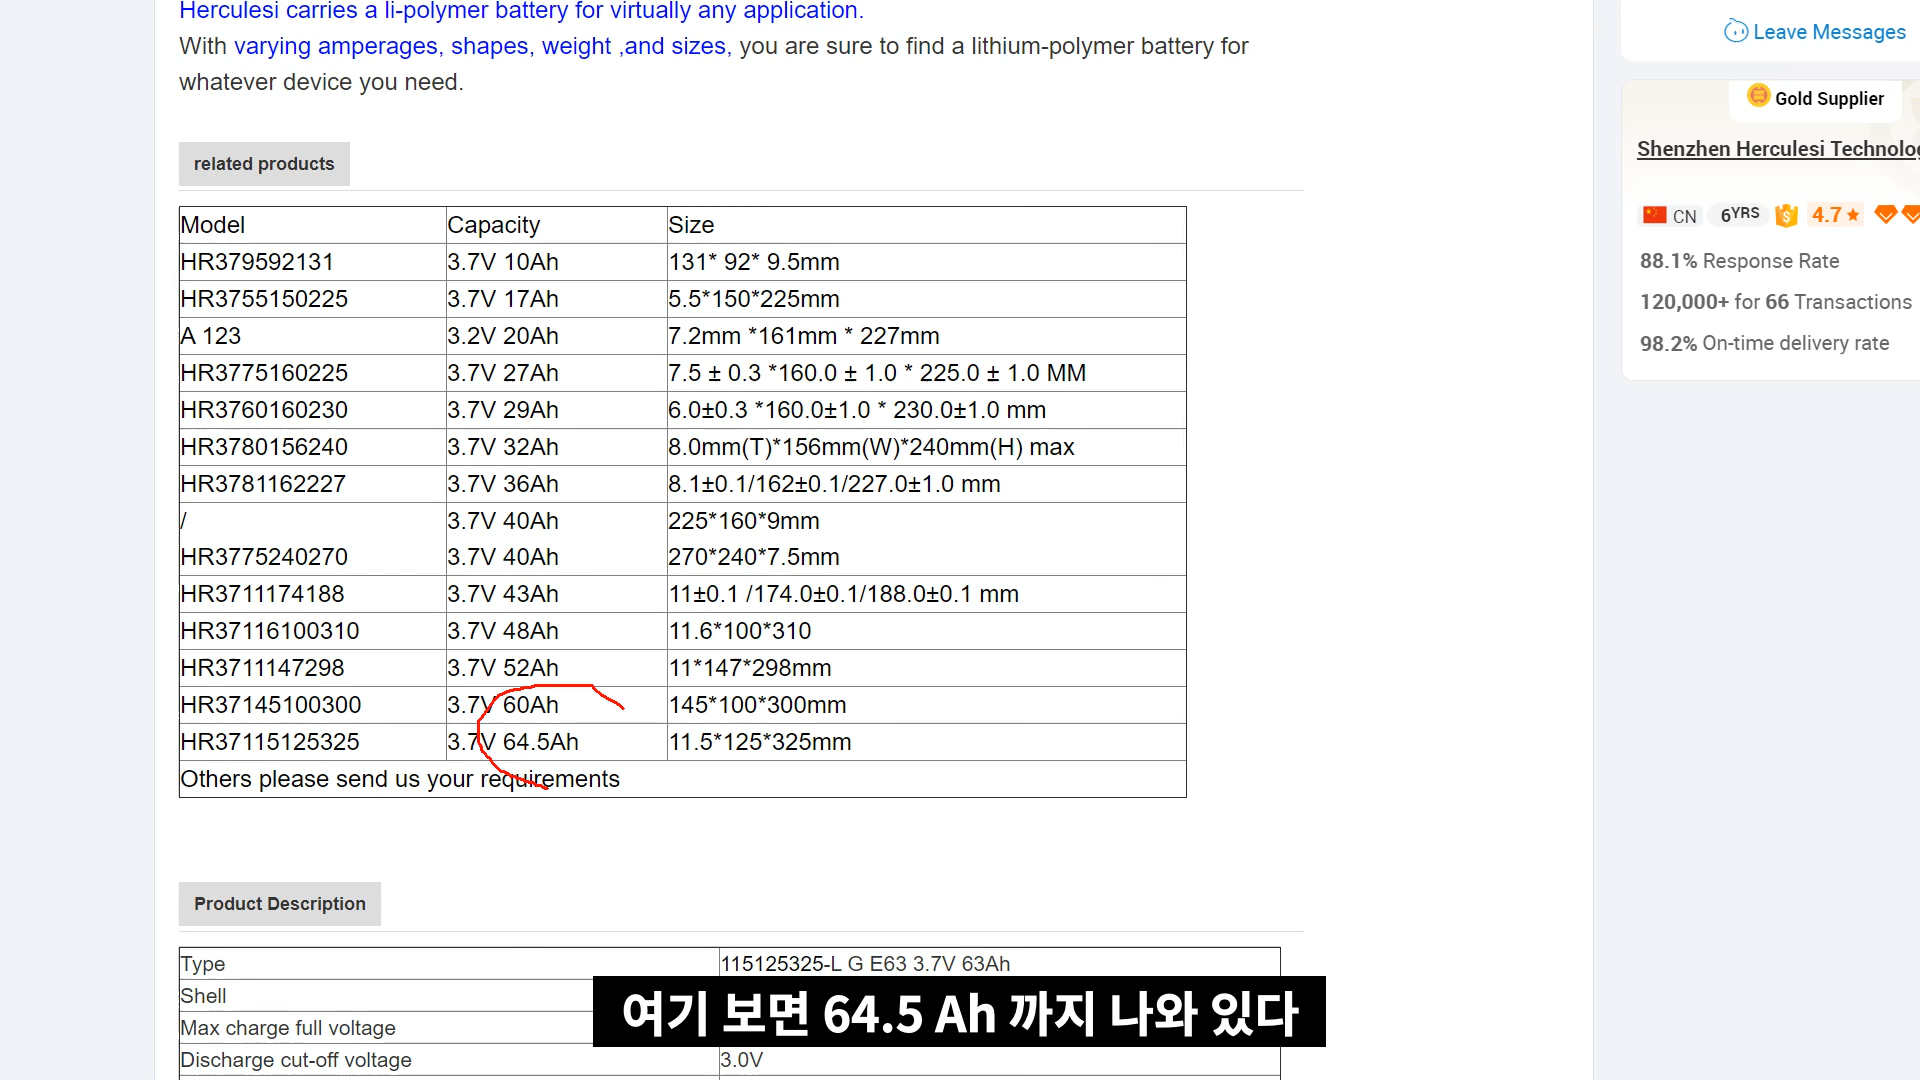 Herculesi carries a li-polymer battery for virtually any application.
With varying amperages, shapes, weight ,and sizes, you are sure to find a lithium-polymer battery for
whatever device you need.
related products
Model Capacity Size
HR379592131 3.7V 10Ah 131* 92* 9.5mm
HR3755150225 3.7V 17Ah 5.5*150*225mm
A 123 3.2V 20Ah 7.2mm *161mm * 227mm
HR3775160225 3.7V 27Ah 7.5 ± 0.3 *160.0 ± 1.0 * 225.0 ± 1.0 MM
HR3760160230 3.7V 29Ah 6.0±0.3 *160.0±1.0 * 230.0±1.0 mm
HR3780156240 3.7V 32Ah 8.0mm(T)*156mm(W)*240mm(H) max
HR3781162227 3.7V 36Ah 8.1±0.1/162±0.1/227.0±1.0 mm
/ 3.7V 40Ah 225*160*9mm
HR3775240270 3.7V 40Ah 270*240*7.5mm
HR3711174188 3.7V 43Ah 11±0.1 /174.0±0.1/188.0±0.1 mm
HR37116100310 3.7V 48Ah 11.6*100*310
HR3711147298 3.7V 52Ah 11*147*298mm
HR37145100300 3.7V 60Ah 145*100*300mm
HR37115125325 3.7V 64.5Ah 11.5*125*325mm
Others please send us your requirements
Product Description
Type 115125325-L G E63 3.7V 63Ah
Shell
Max charge full voltage
Discharge cut-off voltage 3.0V
여기 보면 64.5 Ah 까지 나와 있다
Leave Messages
Gold Supplier
Shenzhen Herculesi Technolog
CN 6YRS 4.7
88.1% Response Rate
120,000+ for 66 Transactions
98.2% On-time delivery rate